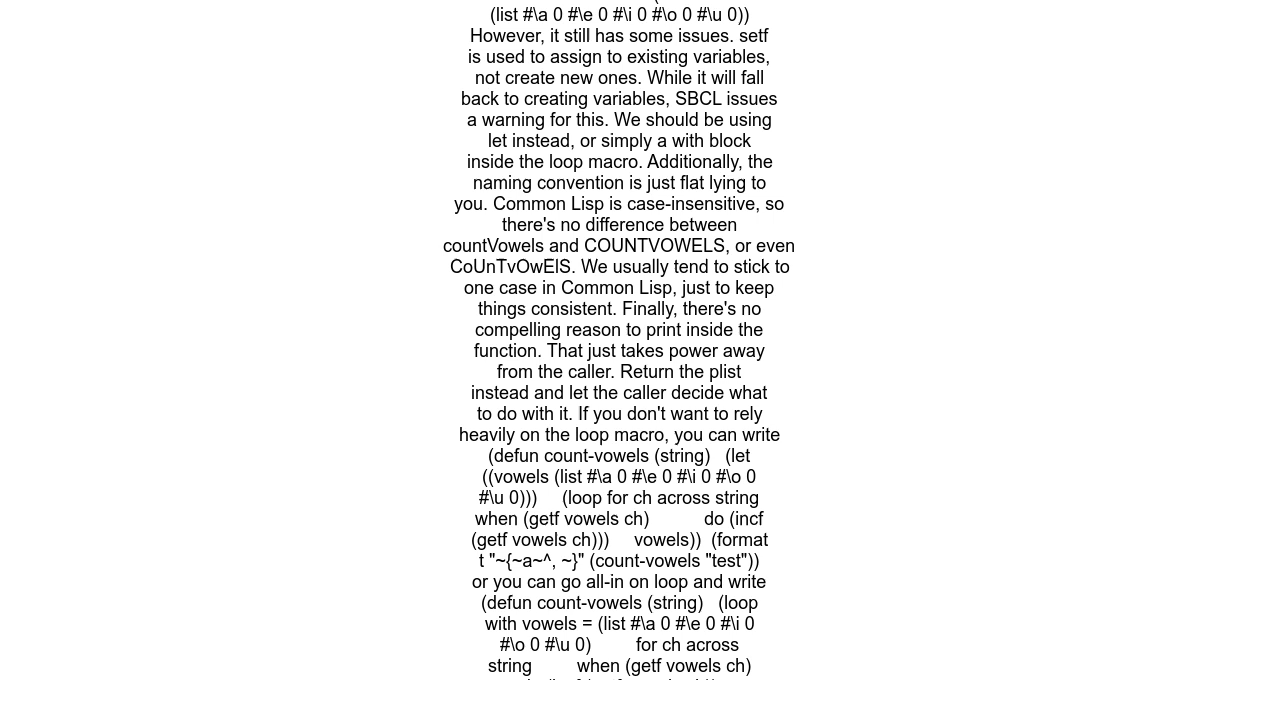 (list #\a 0 #\e 0 #\i 0 #\o 0 #\u 0))
However, it still has some issues. setf
is used to assign to existing variables,
not create new ones. While it will fall
back to creating variables, SBCL issues
a warning for this. We should be using
let instead, or simply a with block
inside the loop macro. Additionally, the
naming convention is just flat lying to
you. Common Lisp is case-insensitive, so
there's no difference between
countVowels and COUNTVOWELS, or even
CoUnTvOwElS. We usually tend to stick to
one case in Common Lisp, just to keep
things consistent. Finally, there's no
compelling reason to print inside the
function. That just takes power away
from the caller. Return the plist
instead and let the caller decide what
to do with it. If you don't want to rely
heavily on the loop macro, you can write
(defun count-vowels (string)   (let
((vowels (list #\a 0 #\e 0 #\i 0 #\o 0
#\u 0)))     (loop for ch across string
when (getf vowels ch)           do (incf
(getf vowels ch)))     vowels))  (format
t "~{~a~^, ~}" (count-vowels "test"))
or you can go all-in on loop and write
(defun count-vowels (string)   (loop
with vowels = (list #\a 0 #\e 0 #\i 0
#\o 0 #\u 0)         for ch across
string         when (getf vowels ch)